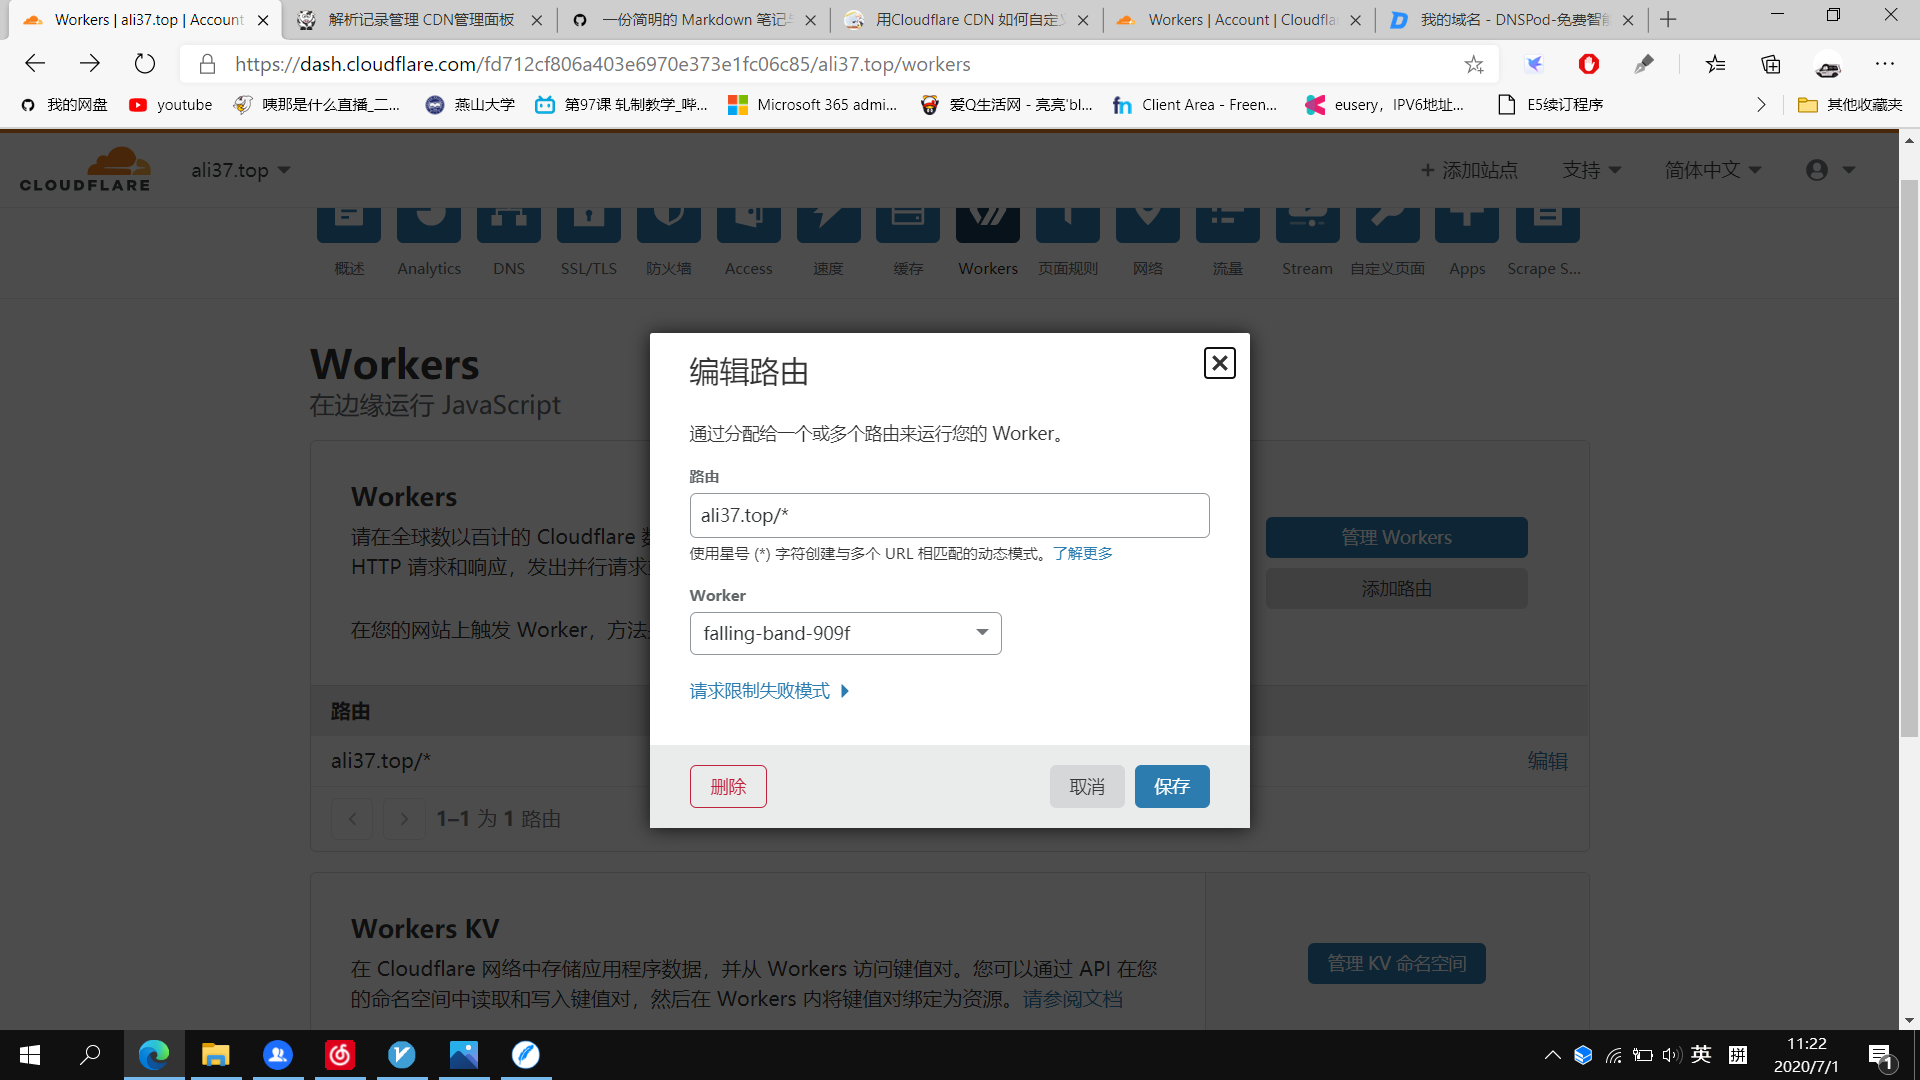 Workers | ali37.top | Account
解析记录管理 CDN管理面板
一份简明的 Markdown 笔记
用Cloudflare CDN 如何自定
Workers | Account | Cloudfla
我的域名 - DNSPod-免费智
https://dash.cloudflare.com/fd712cf806a403e6970e373e1fc06c85/ali37.top/workers
我的网盘
youtube
咦那是什么直播_二...
燕山大学
第97课 轧制教学_哔...
Microsoft 365 admi...
爱Q生活网 - 亮亮'bl...
Client Area - Freen...
eusery，IPV6地址...
E5续订程序
其他收藏夹
CLOUDFLARE
ali37.top
+ 添加站点
支持
简体中文
概述
Analytics
DNS
SSL/TLS
防火墙
Access
速度
缓存
Workers
页面规则
网络
流量
Stream
自定义页面
Apps
Scrape S...
Workers
在边缘运行 JavaScript
Workers
请在全球数以百计的 Cloudflare 数
HTTP 请求和响应，发出并行请求
在您的网站上触发 Worker，方法
管理 Workers
添加路由
路由
ali37.top/*
编辑
1–1 为 1 路由
编辑路由
通过分配给一个或多个路由来运行您的 Worker。
路由
ali37.top/*
使用星号 (*) 字符创建与多个 URL 相匹配的动态模式。了解更多
Worker
falling-band-909f
请求限制失败模式
删除
取消
保存
Workers KV
在 Cloudflare 网络中存储应用程序数据，并从 Workers 访问键值对。您可以通过 API 在您
的命名空间中读取和写入键值对，然后在 Workers 内将键值对绑定为资源。请参阅文档
管理 KV 命名空间
英
拼
11:22
2020/7/1
1